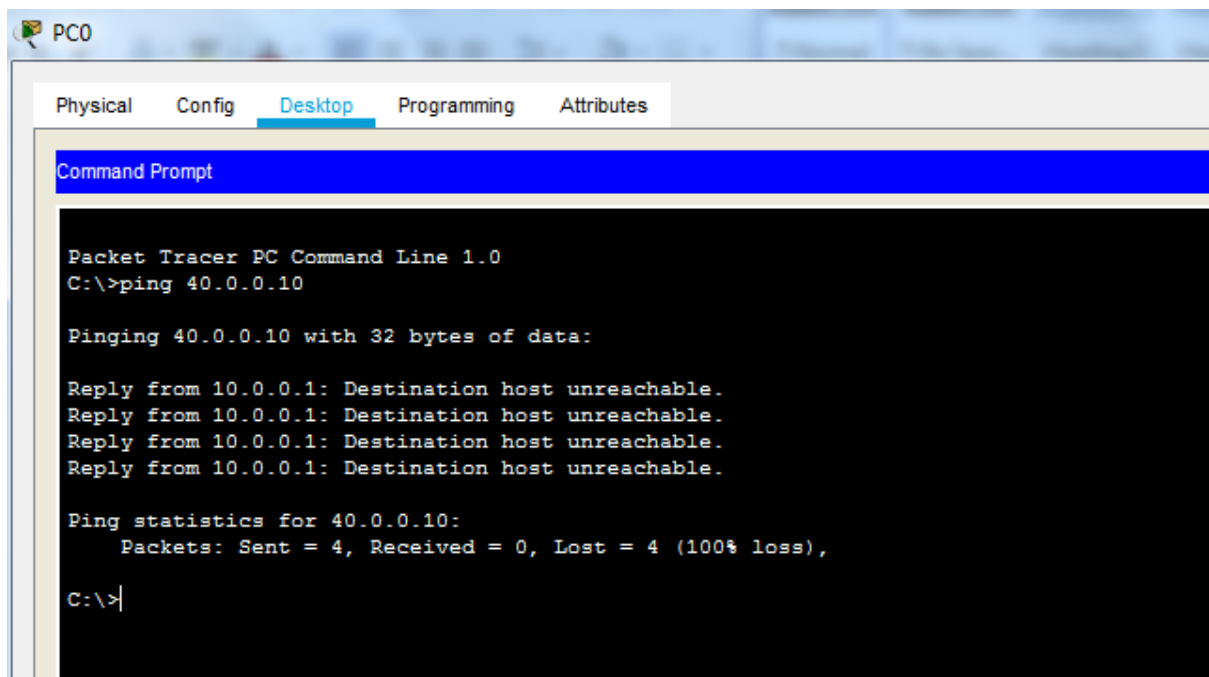 PC0
Physical Config Desktop Programming Attributes
Command Prompt
Packet Tracer PC Command Line 1.0
C:\>ping 40.0.0.10
Pinging 40.0.0.10 with 32 bytes of data:
Reply from 10.0.0.1: Destination host unreachable.
Reply from 10.0.0.1: Destination host unreachable.
Reply from 10.0.0.1: Destination host unreachable.
Reply from 10.0.0.1: Destination host unreachable.
Ping statistics for 40.0.0.10:
Packets: Sent = 4, Received = 0, Lost = 4 (100% loss),
C:\>